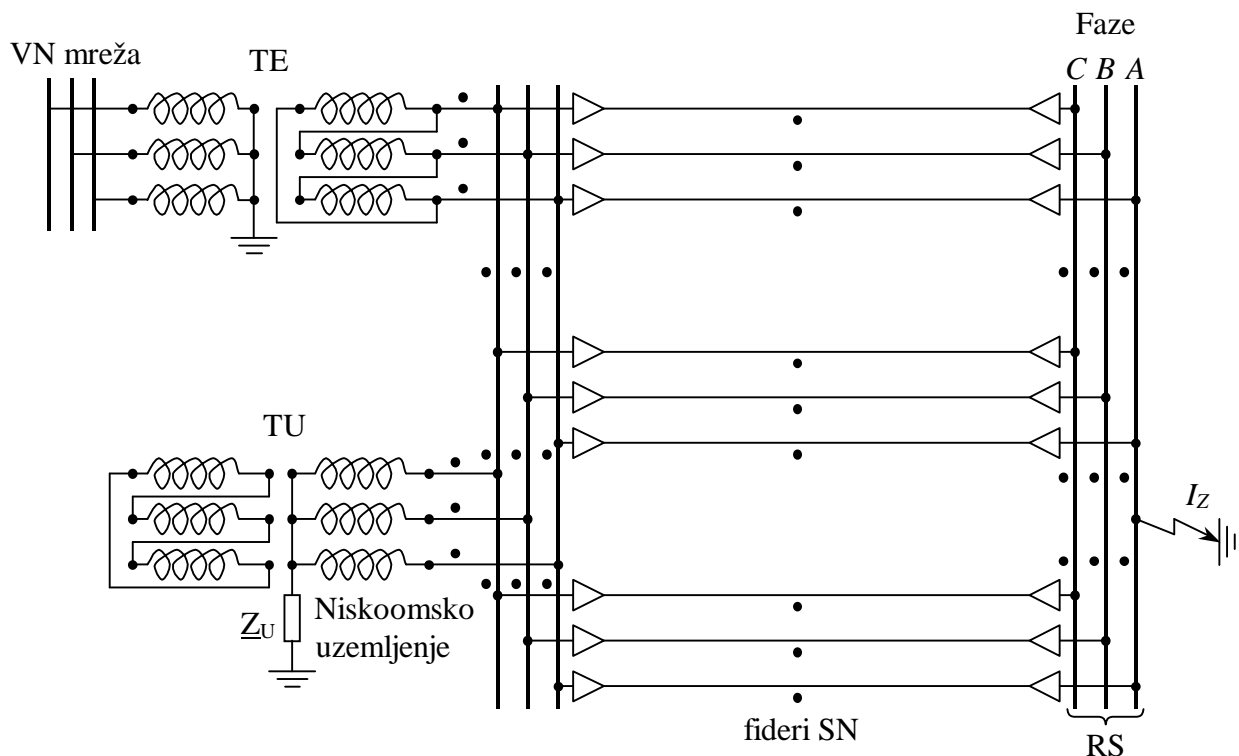 Faze
VN mreža
TE
C B A
TU
I_Z
Z_U
Niskoomsko
uzemljenje
fideri SN
RS